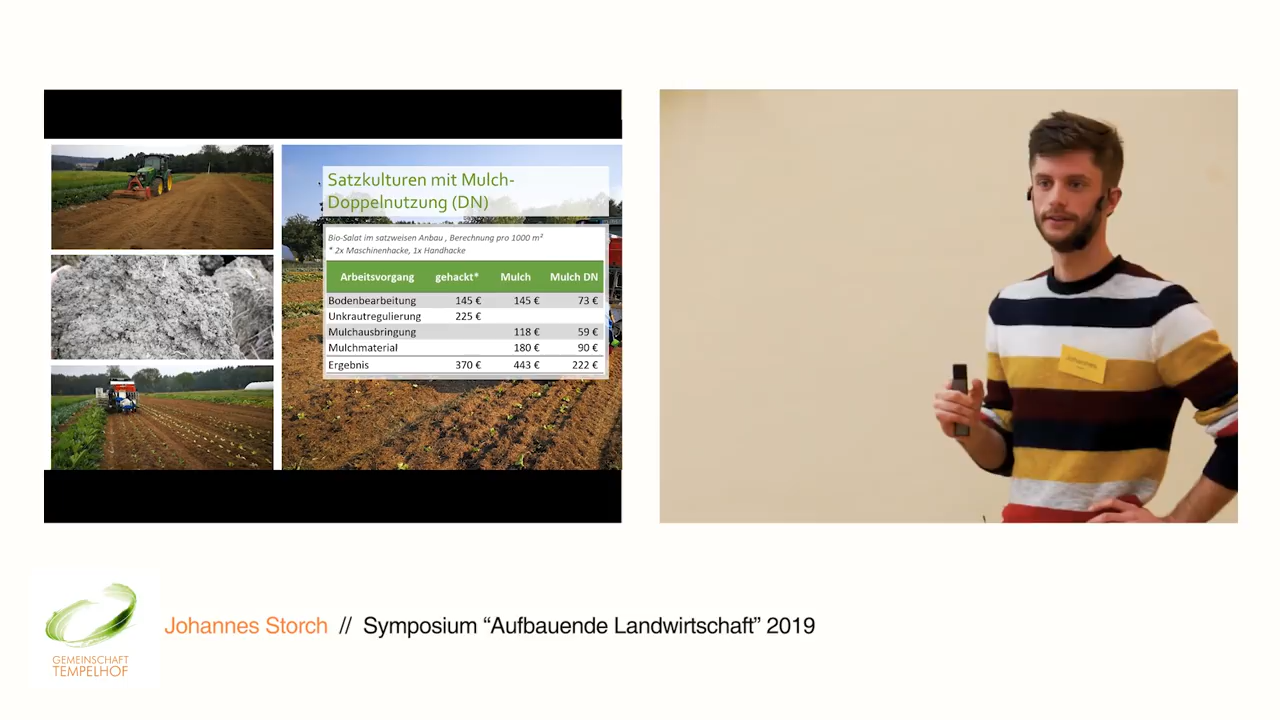 Satzkulturen mit Mulch-
Doppelnutzung (DN)
Bio-Salat im satzweisen Anbau , Berechnung pro 1000 m²
* 2x Maschinenhacke, 1x Handhacke
Arbeitsvorgang gehackt* Mulch Mulch DN
Bodenbearbeitung 145 € 145 € 73 €
Unkrautregulierung 225 €
Mulchausbringung 118 € 59 €
Mulchmaterial 180 € 90 €
Ergebnis 370 € 443 € 222 €
Johannes
GEMEINSCHAFT
TEMPELHOF
Johannes Storch // Symposium “Aufbauende Landwirtschaft” 2019